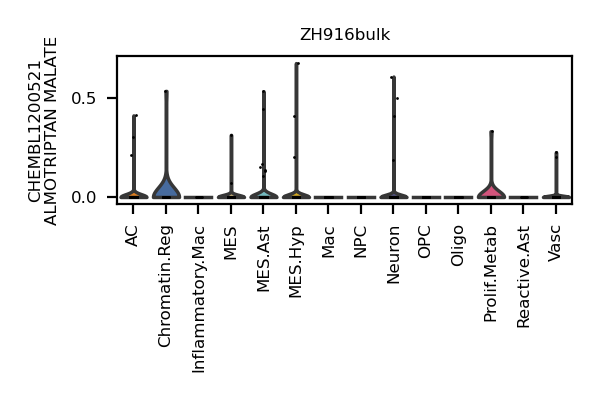 ZH916bulk
CHEMBL1200521
ALMOTRIPTAN MALATE
0.5
0.0
AC
Chromatin.Reg
Inflammatory.Mac
MES
MES.Ast
MES.Hyp
Mac
NPC
Neuron
OPC
Oligo
Prolif.Metab
Reactive.Ast
Vasc